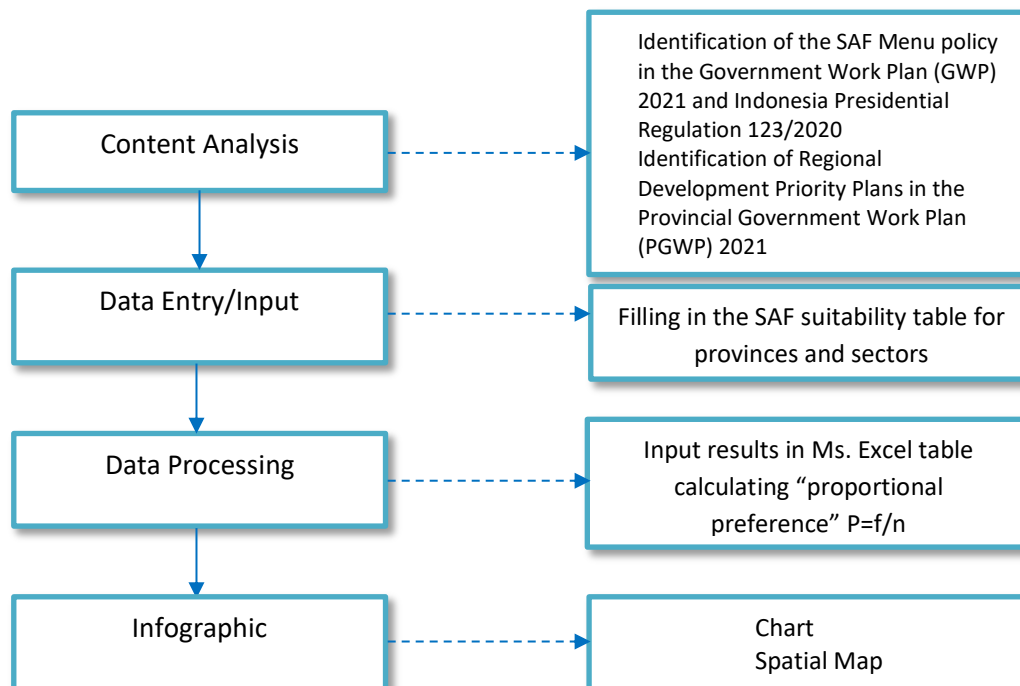 Content Analysis
Identification of the SAF Menu policy
in the Government Work Plan (GWP)
2021 and Indonesia Presidential
Regulation 123/2020
Identification of Regional
Development Priority Plans in the
Provincial Government Work Plan
(PGWP) 2021
Data Entry/Input
Filling in the SAF suitability table for
provinces and sectors
Data Processing
Input results in Ms. Excel table
calculating “proportional
preference” P=f/n
Infographic
Chart
Spatial Map